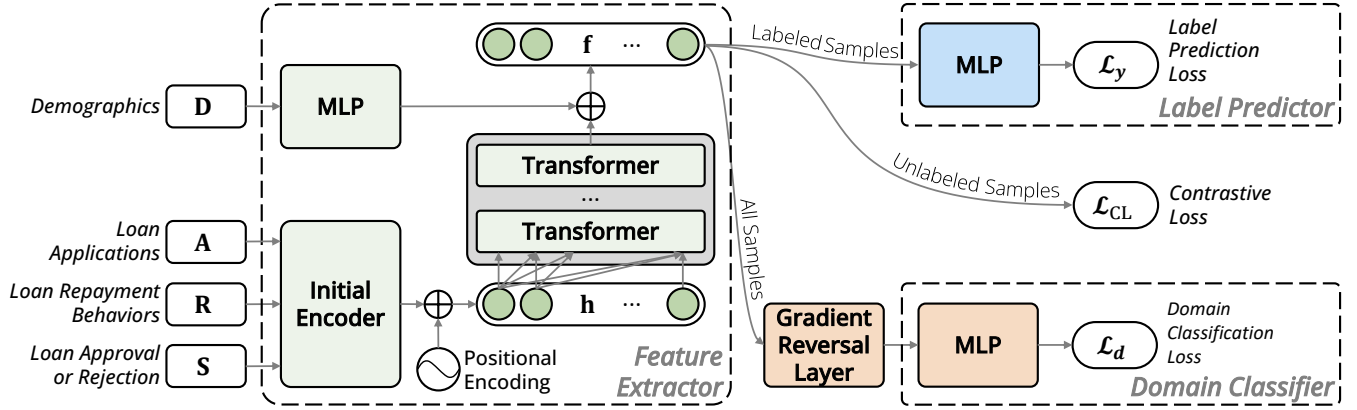 Demographics
D
MLP
f
...
Transformer
...
Transformer
Loan
Applications
A
Loan Repayment
Behaviors
R
Loan Approval
or Rejection
S
Initial
Encoder
h
...
Positional
Encoding
Feature
Extractor
Labeled Samples
Unlabeled Samples
All Samples
MLP
ℒy
Label
Prediction
Loss
Label Predictor
ℒCL
Contrastive
Loss
Gradient
Reversal
Layer
MLP
ℒd
Domain
Classification
Loss
Domain Classifier